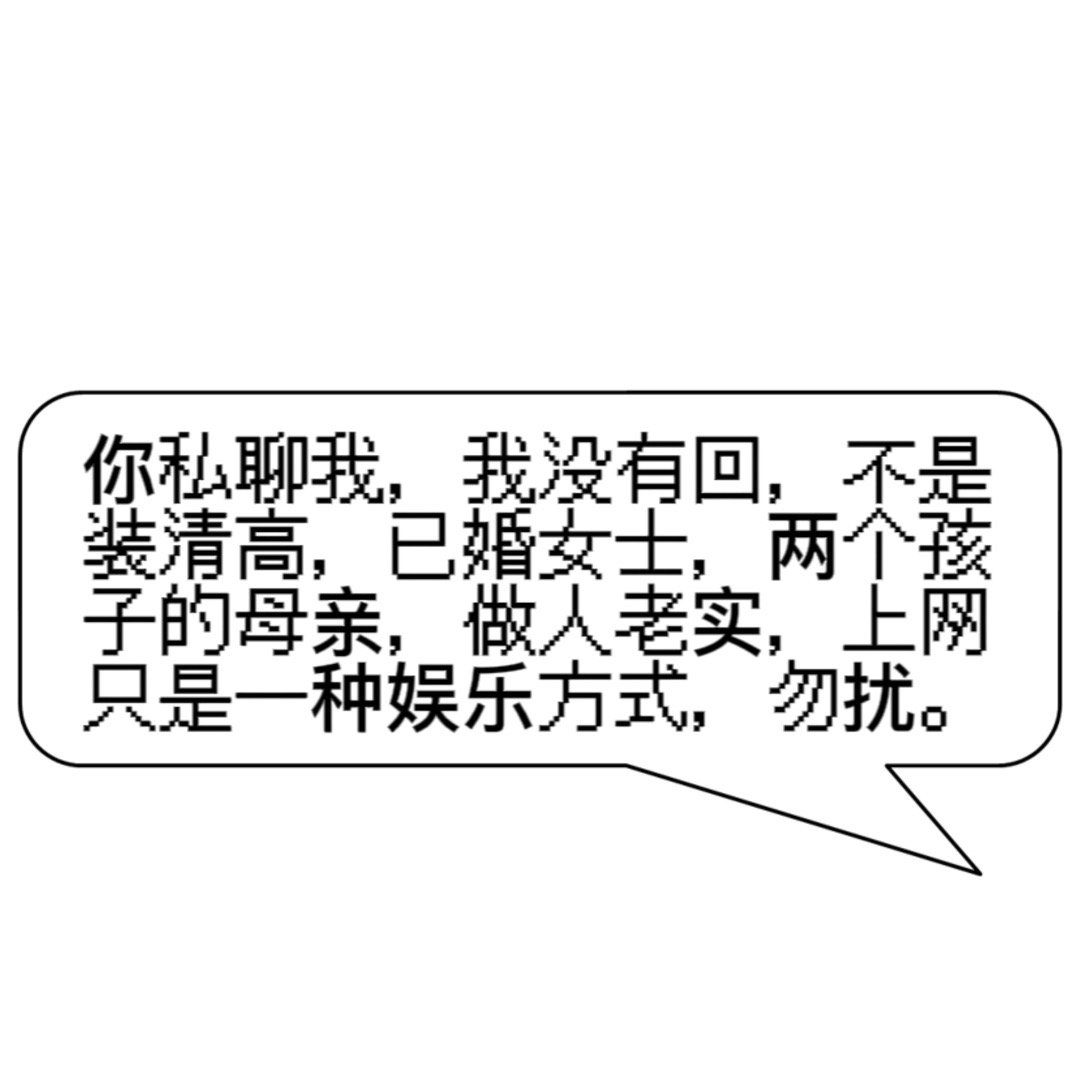 你私聊我，我没有回，不是
装清高，已婚女士，两个孩
子的母亲，做人老实，上网
只是一种娱乐方式，勿扰。